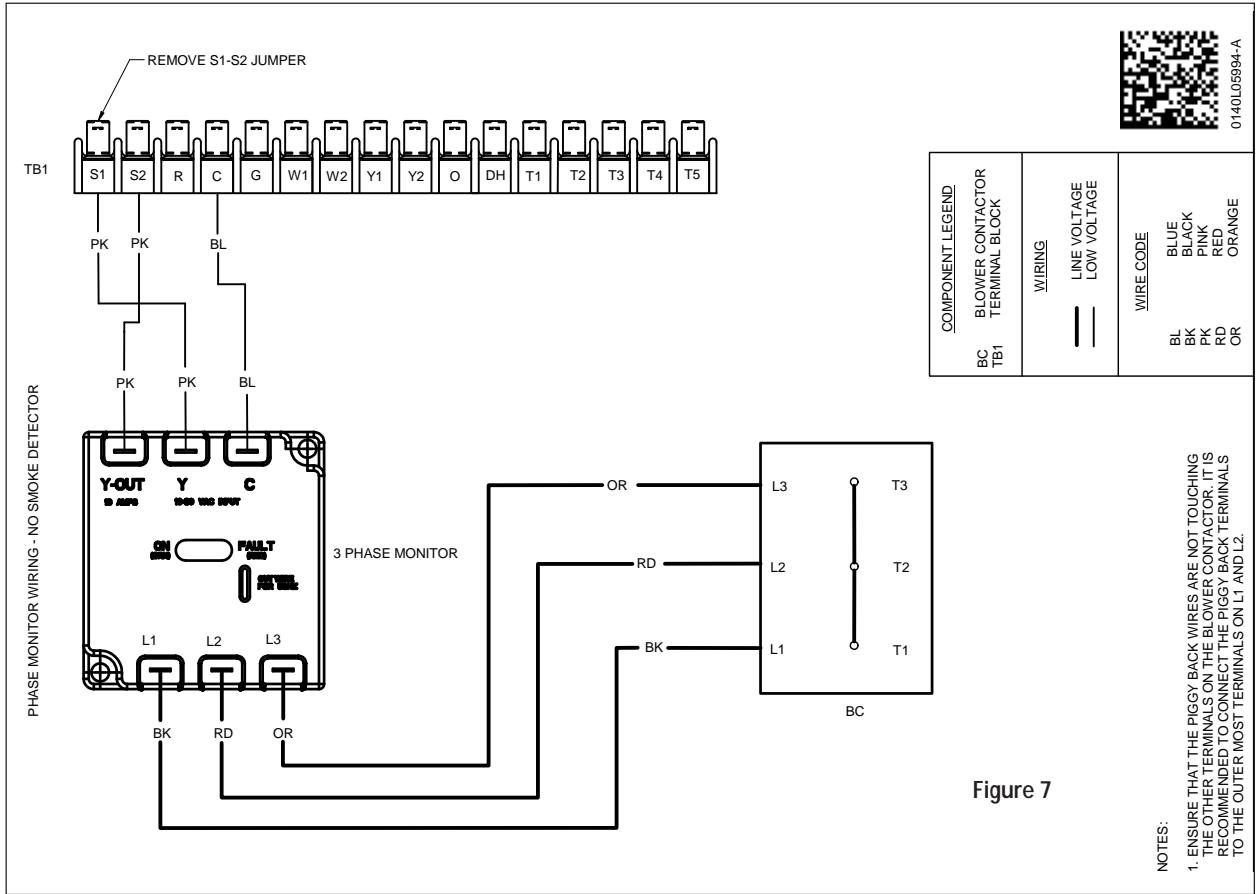 REMOVE S1-S2 JUMPER
TB1
S1 S2 R C G W1 W2 Y1 Y2 O DH T1 T2 T3 T4 T5
PK PK BL
PK PK BL
PHASE MONITOR WIRING - NO SMOKE DETECTOR
Y-OUT Y C
10 AMPS
ON FAULT
3 PHASE MONITOR
L1 L2 L3
BK RD OR
OR
RD
BK
L3 T3
L2 T2
L1 T1
BC
0140L05994-A
COMPONENT LEGEND
BC BLOWER CONTACTOR
TB1 TERMINAL BLOCK
WIRING
LINE VOLTAGE
LOW VOLTAGE
WIRE CODE
BL BLUE
BK BLACK
PK PINK
RD RED
OR ORANGE
Figure 7
NOTES:
1. ENSURE THAT THE PIGGY BACK WIRES ARE NOT TOUCHING
THE OTHER TERMINALS ON THE BLOWER CONTACTOR. IT IS
RECOMMENDED TO CONNECT THE PIGGY BACK TERMINALS
TO THE OUTER MOST TERMINALS ON L1 AND L2.